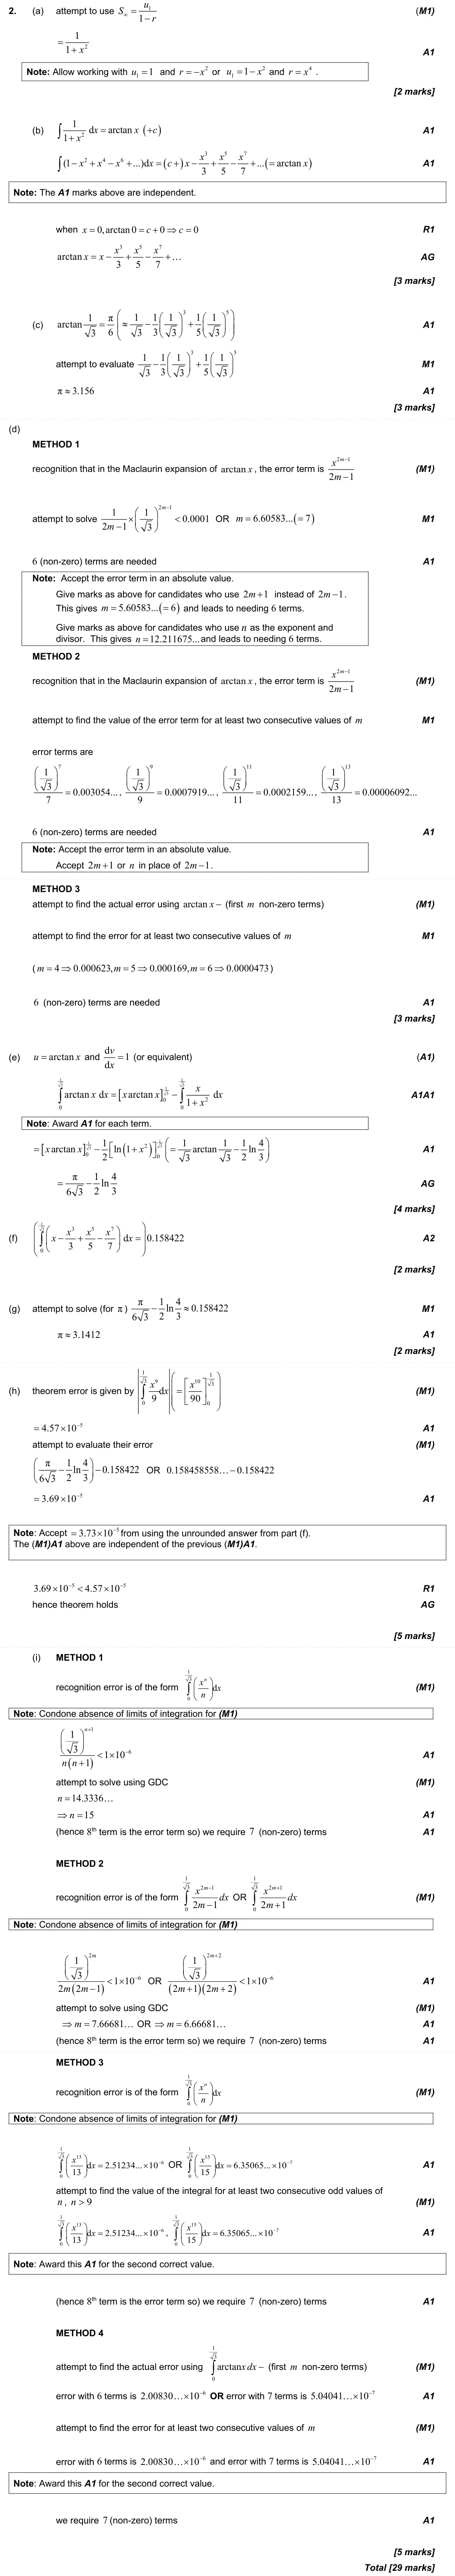 2. (a) attempt to use S∞ = u₁/(1−r) (M1)
= 1/(1+x²) A1
Note: Allow working with u₁ = 1 and r = −x² or u₁ = 1−x² and r = x⁴ .
[2 marks]
(b) ∫ 1/(1+x²) dx = arctan x (+c) A1
∫(1−x²+x⁴−x⁶+...)dx = (c+) x − x³/3 + x⁵/5 − x⁷/7 + ...(= arctan x) A1
Note: The A1 marks above are independent.
when x = 0, arctan 0 = c + 0 ⇒ c = 0 R1
arctan x = x − x³/3 + x⁵/5 − x⁷/7 + … AG
[3 marks]
(c) arctan 1/√3 = π/6 (≈ 1/√3 − 1/3(1/√3)³ + 1/5(1/√3)⁵) A1
attempt to evaluate 1/√3 − 1/3(1/√3)³ + 1/5(1/√3)⁵ M1
π ≈ 3.156 A1
[3 marks]
(d)
METHOD 1
recognition that in the Maclaurin expansion of arctan x , the error term is x^(2m−1)/(2m−1) (M1)
attempt to solve 1/(2m−1) × (1/√3)^(2m−1) < 0.0001 OR m = 6.60583...(= 7) M1
6 (non-zero) terms are needed A1
Note: Accept the error term in an absolute value.
Give marks as above for candidates who use 2m+1 instead of 2m−1.
This gives m = 5.60583...(= 6) and leads to needing 6 terms.
Give marks as above for candidates who use n as the exponent and
divisor. This gives n = 12.211675... and leads to needing 6 terms.
METHOD 2
recognition that in the Maclaurin expansion of arctan x , the error term is x^(2m−1)/(2m−1) (M1)
attempt to find the value of the error term for at least two consecutive values of m M1
error terms are
(1/√3)⁷/7 = 0.003054... , (1/√3)⁹/9 = 0.0007919... , (1/√3)¹¹/11 = 0.0002159... , (1/√3)¹³/13 = 0.00006092...
6 (non-zero) terms are needed A1
Note: Accept the error term in an absolute value.
Accept 2m+1 or n in place of 2m−1.
METHOD 3
attempt to find the actual error using arctan x − (first m non-zero terms) (M1)
attempt to find the error for at least two consecutive values of m M1
(m = 4 ⇒ 0.000623, m = 5 ⇒ 0.000169, m = 6 ⇒ 0.0000473)
6 (non-zero) terms are needed A1
[3 marks]
(e) u = arctan x and dv/dx = 1 (or equivalent) (A1)
∫₀^(1/√3) arctan x dx = [x arctan x]₀^(1/√3) − ∫₀^(1/√3) x/(1+x²) dx A1A1
Note: Award A1 for each term.
= [x arctan x]₀^(1/√3) − 1/2[ln(1+x²)]₀^(1/√3) (= 1/√3 arctan 1/√3 − 1/2 ln 4/3) A1
= π/(6√3) − 1/2 ln 4/3 AG
[4 marks]
(f) (∫₀^(1/√3) (x − x³/3 + x⁵/5 − x⁷/7) dx =) 0.158422 A2
[2 marks]
(g) attempt to solve (for π) π/(6√3) − 1/2 ln 4/3 ≈ 0.158422 M1
π ≈ 3.1412 A1
[2 marks]
(h) theorem error is given by |∫₀^(1/√3) x⁹/9 dx| (= [x¹⁰/90]₀^(1/√3)) (M1)
= 4.57×10⁻⁵ A1
attempt to evaluate their error (M1)
(π/(6√3) − 1/2 ln 4/3) − 0.158422 OR 0.158458558... − 0.158422
= 3.69×10⁻⁵ A1
Note: Accept = 3.73×10⁻⁵ from using the unrounded answer from part (f).
The (M1)A1 above are independent of the previous (M1)A1.
3.69×10⁻⁵ < 4.57×10⁻⁵ R1
hence theorem holds AG
[5 marks]
(i) METHOD 1
recognition error is of the form ∫₀^(1/√3) (xⁿ/n)dx (M1)
Note: Condone absence of limits of integration for (M1)
(1/√3)^(n+1)/(n(n+1)) < 1×10⁻⁶ A1
attempt to solve using GDC (M1)
n = 14.3336…
⇒ n = 15 A1
(hence 8th term is the error term so) we require 7 (non-zero) terms A1
METHOD 2
recognition error is of the form ∫₀^(1/√3) x^(2m−1)/(2m−1) dx OR ∫₀^(1/√3) x^(2m+1)/(2m+1) dx (M1)
Note: Condone absence of limits of integration for (M1)
(1/√3)^(2m)/(2m(2m−1)) < 1×10⁻⁶ OR (1/√3)^(2m+2)/((2m+1)(2m+2)) < 1×10⁻⁶ A1
attempt to solve using GDC (M1)
⇒ m = 7.66681… OR ⇒ m = 6.66681… A1
(hence 8th term is the error term so) we require 7 (non-zero) terms A1
METHOD 3
recognition error is of the form ∫₀^(1/√3) (xⁿ/n)dx (M1)
Note: Condone absence of limits of integration for (M1)
∫₀^(1/√3) (x¹³/13)dx = 2.51234...×10⁻⁶ OR ∫₀^(1/√3) (x¹⁵/15)dx = 6.35065...×10⁻⁷ A1
attempt to find the value of the integral for at least two consecutive odd values of
n , n > 9 (M1)
∫₀^(1/√3) (x¹³/13)dx = 2.51234...×10⁻⁶ , ∫₀^(1/√3) (x¹⁵/15)dx = 6.35065...×10⁻⁷ A1
Note: Award this A1 for the second correct value.
(hence 8th term is the error term so) we require 7 (non-zero) terms A1
METHOD 4
attempt to find the actual error using ∫₀^(1/√3) arctan x dx − (first m non-zero terms) (M1)
error with 6 terms is 2.00830…×10⁻⁶ OR error with 7 terms is 5.04041…×10⁻⁷ A1
attempt to find the error for at least two consecutive values of m (M1)
error with 6 terms is 2.00830…×10⁻⁶ and error with 7 terms is 5.04041…×10⁻⁷ A1
Note: Award this A1 for the second correct value.
we require 7 (non-zero) terms A1
[5 marks]
Total [29 marks]